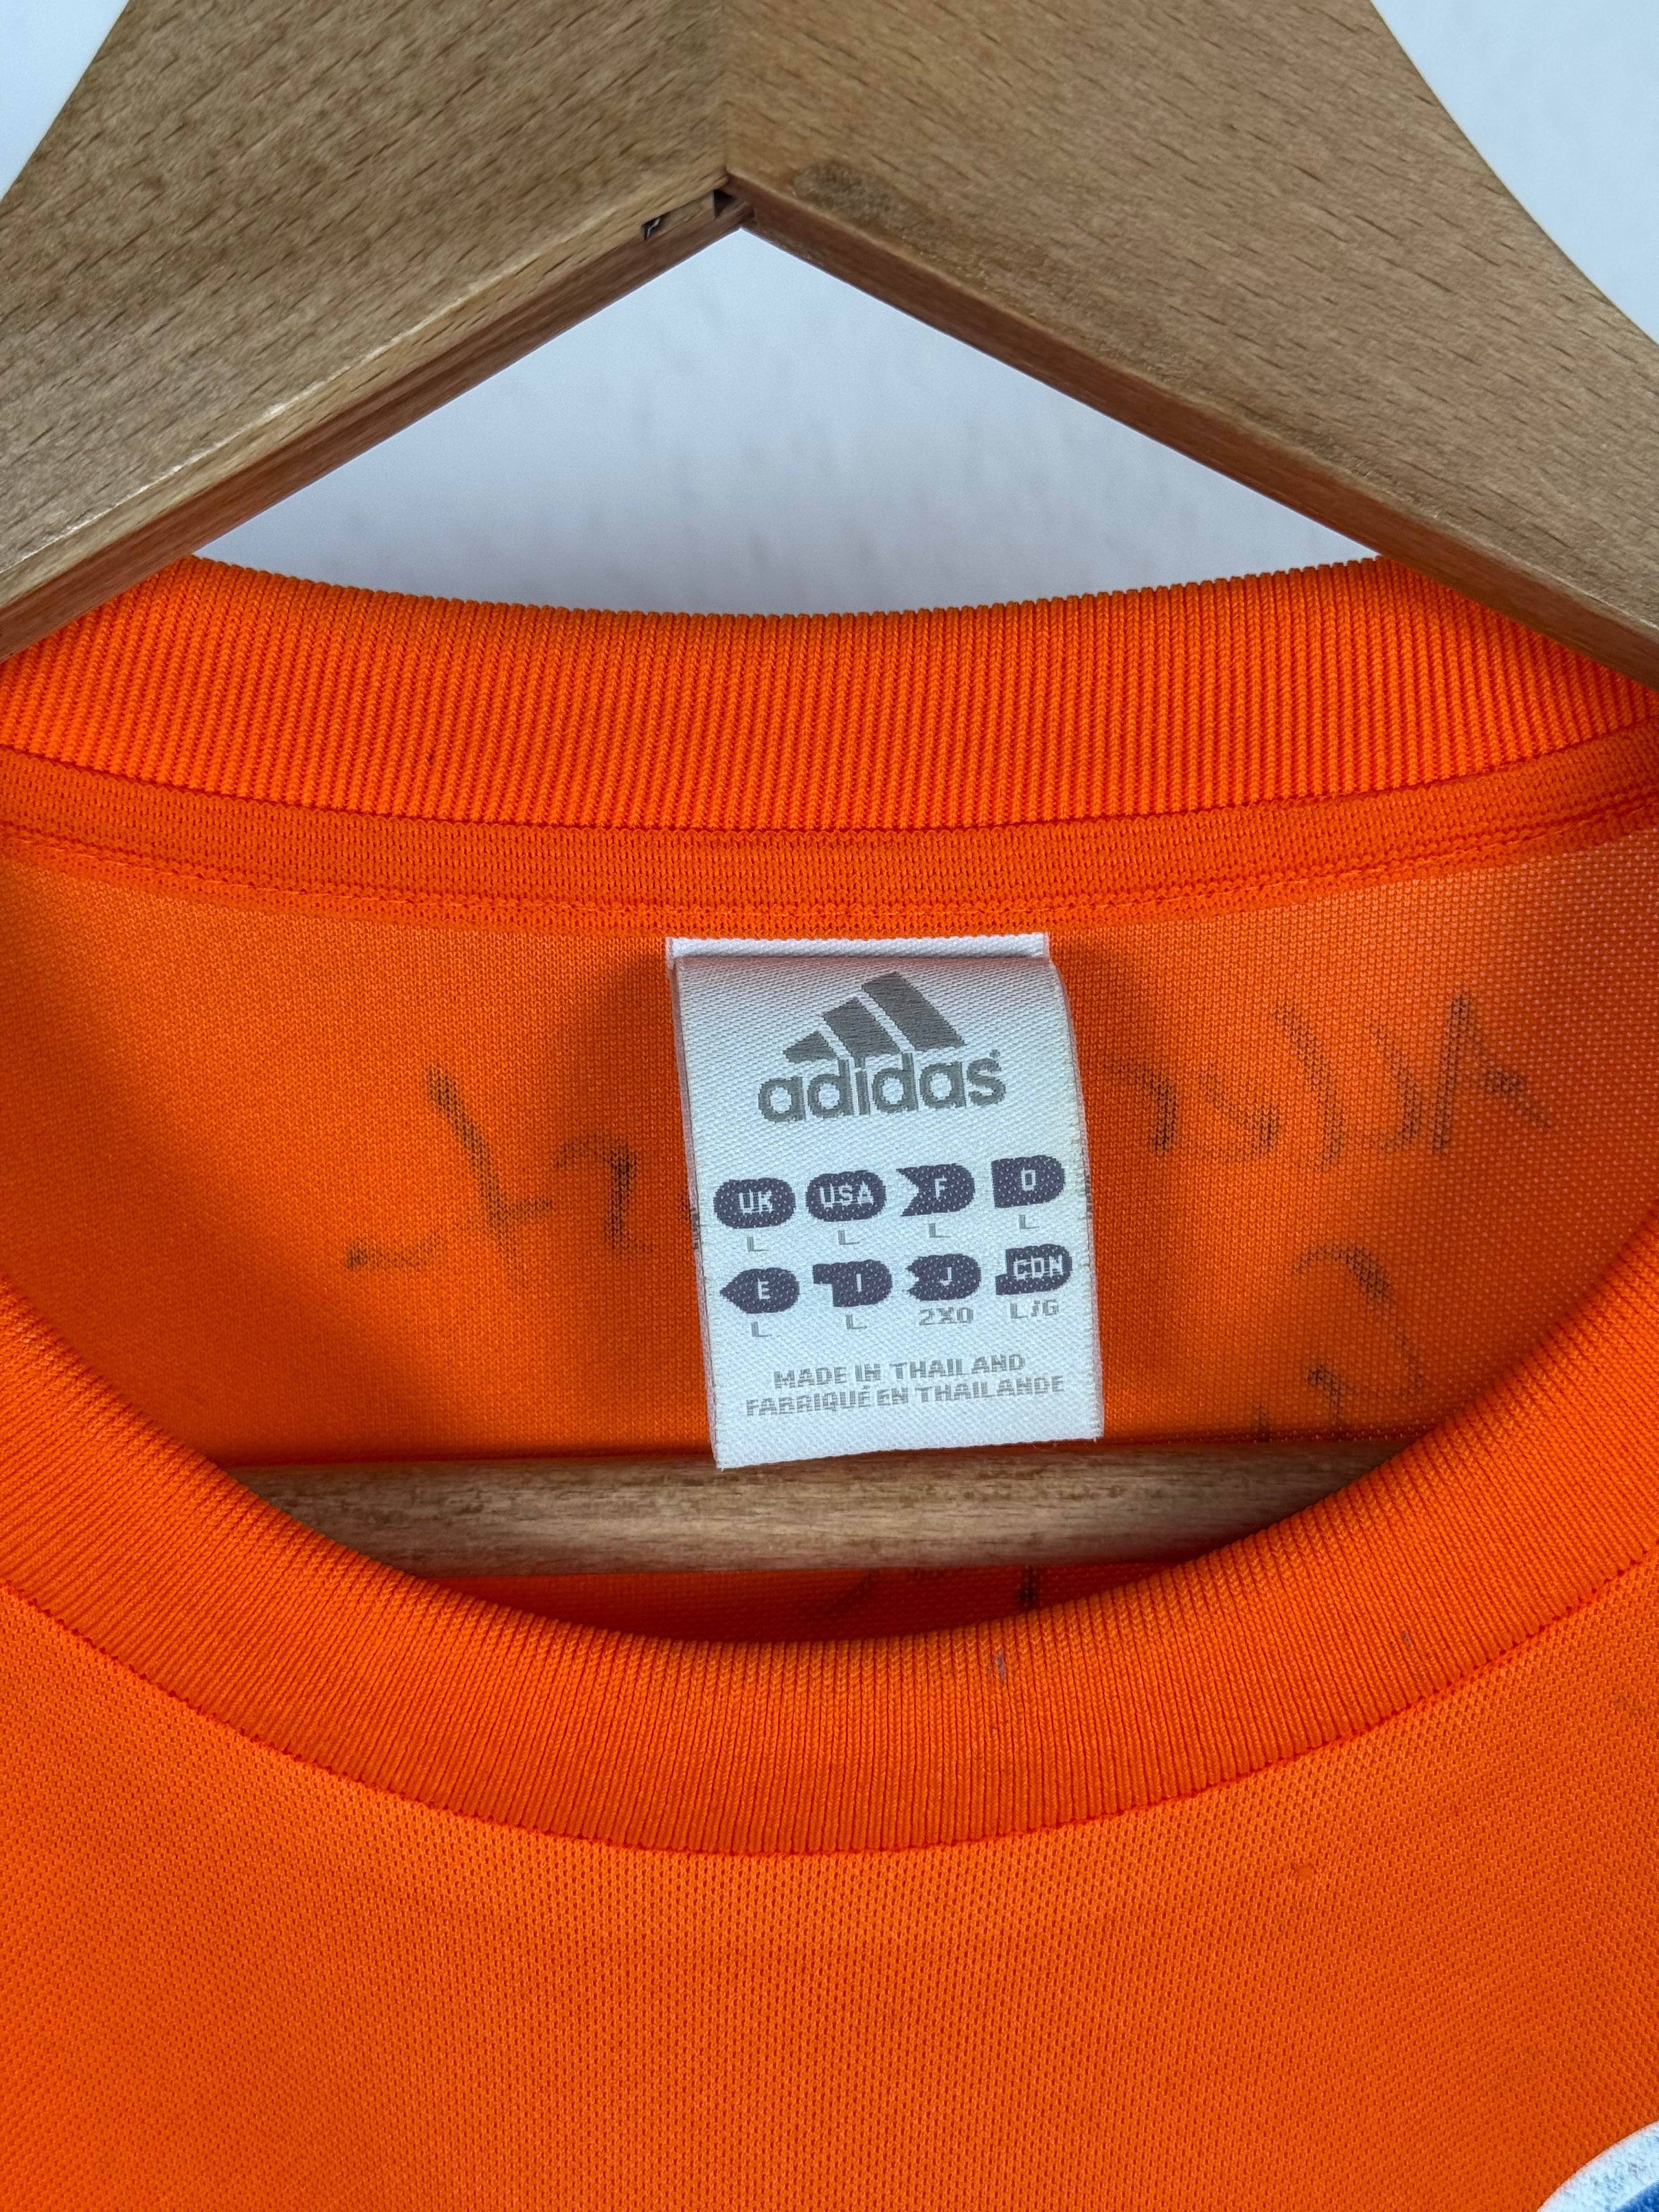 adidas
UK USA F D
L L L L
E I J CDN
L L 2XO L/G
MADE IN THAILAND
FABRIQUÉ EN THAILANDE